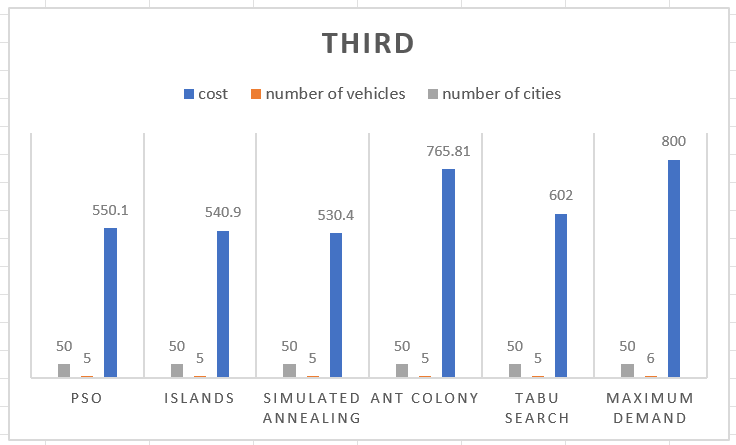 THIRD
cost number of vehicles number of cities
50 5 550.1
50 5 540.9
50 5 530.4
50 5 765.81
50 5 602
50 6 800
PSO
ISLANDS
SIMULATED
ANNEALING
ANT COLONY
TABU
SEARCH
MAXIMUM
DEMAND